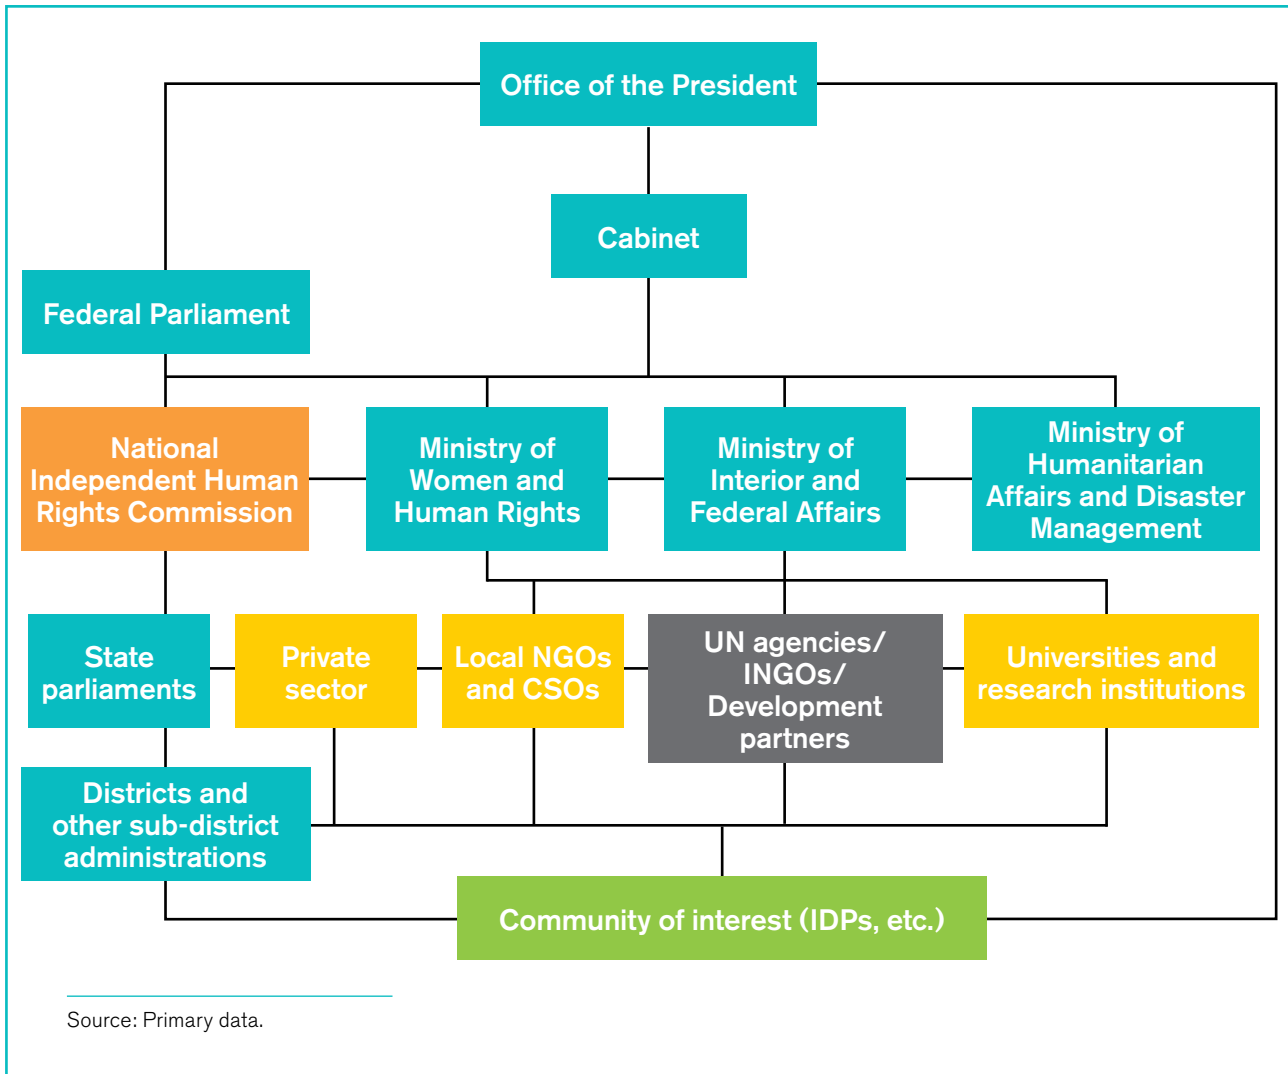 Office of the President
Cabinet
Federal Parliament
National
Independent Human
Rights Commission
Ministry of
Women and
Human Rights
Ministry of
Interior and
Federal Affairs
Ministry of
Humanitarian
Affairs and Disaster
Management
State
parliaments
Private
sector
Local NGOs
and CSOs
UN agencies/
INGOs/
Development
partners
Universities and
research institutions
Districts and
other sub-district
administrations
Community of interest (IDPs, etc.)
Source: Primary data.